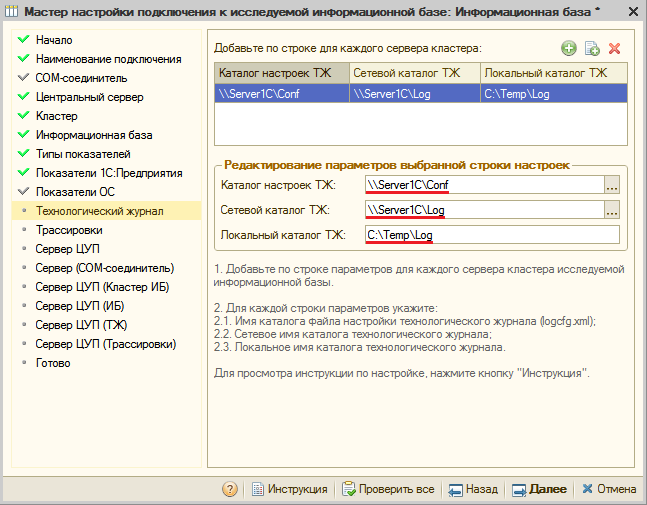 Мастер настройки подключения к исследуемой информационной базе: Информационная база *
Начало
Наименование подключения
COM-соединитель
Центральный сервер
Кластер
Информационная база
Типы показателей
Показатели 1С:Предприятия
Показатели ОС
Технологический журнал
Трассировки
Сервер ЦУП
Сервер (COM-соединитель)
Сервер ЦУП (Кластер ИБ)
Сервер ЦУП (ИБ)
Сервер ЦУП (ТЖ)
Сервер ЦУП (Трассировки)
Готово
Добавьте по строке для каждого сервера кластера:
Каталог настроек ТЖ Сетевой каталог ТЖ Локальный каталог ТЖ
\\Server1C\Conf \\Server1C\Log C:\Temp\Log
Редактирование параметров выбранной строки настроек
Каталог настроек ТЖ: \\Server1C\Conf ...
Сетевой каталог ТЖ: \\Server1C\Log ...
Локальный каталог ТЖ: C:\Temp\Log
1. Добавьте по строке параметров для каждого сервера кластера исследуемой
информационной базы.
2. Для каждой строки параметров укажите:
2.1. Имя каталога файла настройки технологического журнала (logcfg.xml);
2.2. Сетевое имя каталога технологического журнала;
2.3. Локальное имя каталога технологического журнала.
Для просмотра инструкции по настройке, нажмите кнопку "Инструкция".
? Инструкция Проверить все Назад Далее Отмена